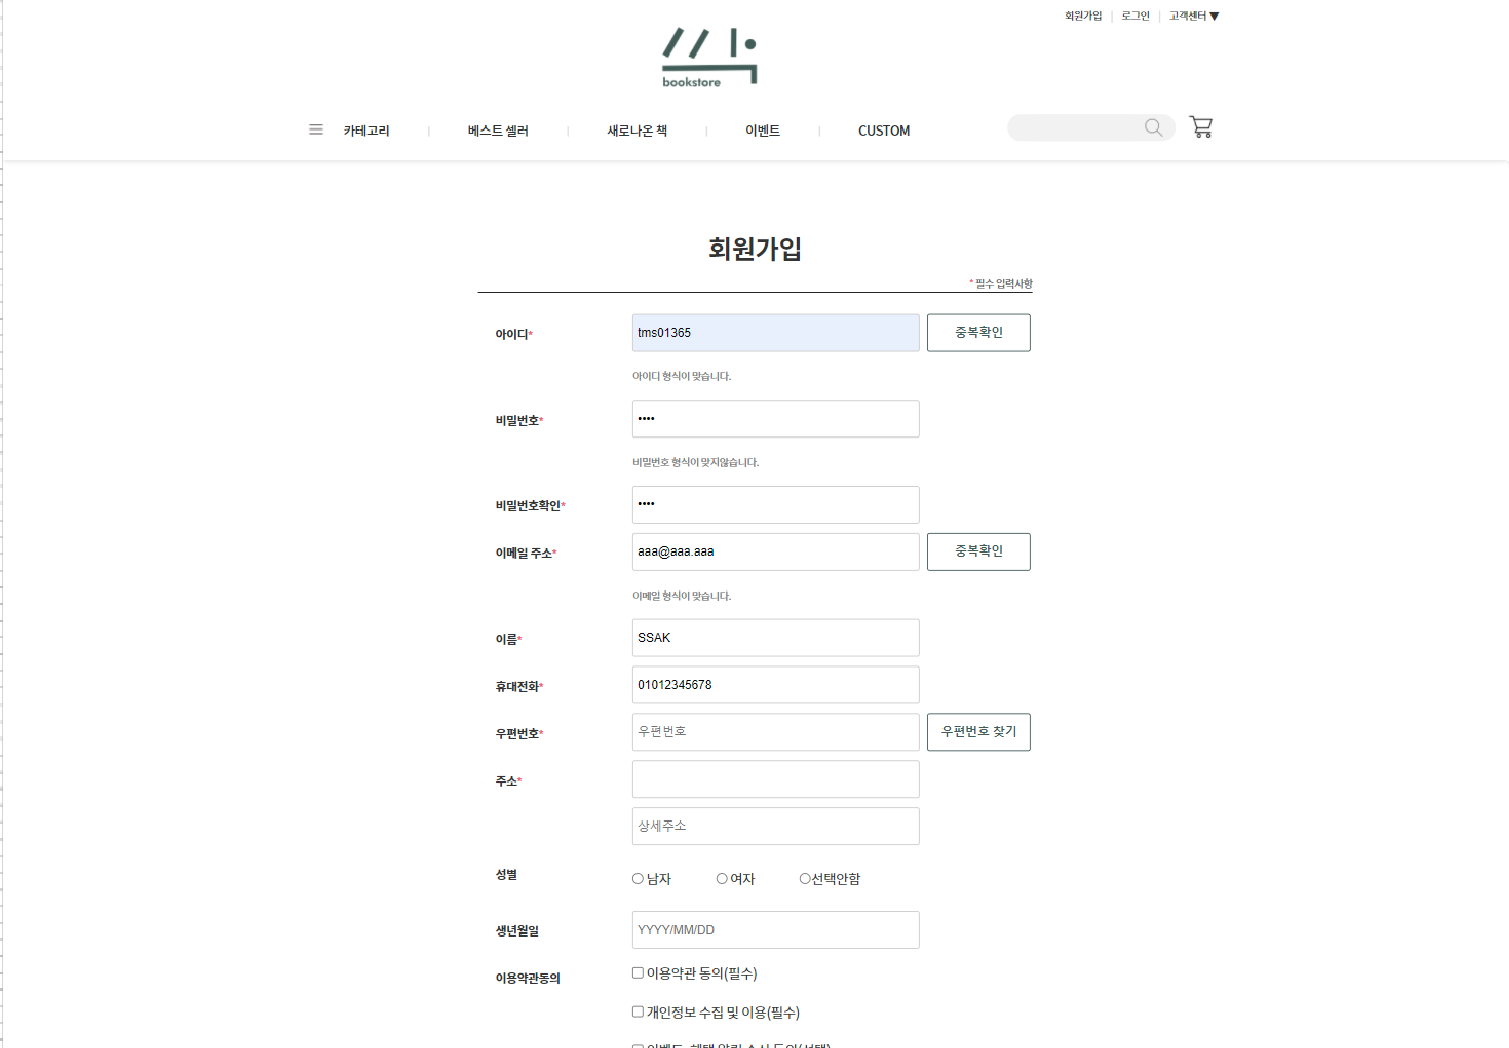 회원가입 | 로그인 | 고객센터 ▼
싹
bookstore
카테고리 | 베스트 셀러 | 새로나온 책 | 이벤트 | CUSTOM
회원가입
* 필수 입력사항
아이디* tms01365 중복확인
아이디 형식이 맞습니다.
비밀번호* ••••
비밀번호 형식이 맞지않습니다.
비밀번호확인* ••••
이메일 주소* aaa@aaa.aaa 중복확인
이메일 형식이 맞습니다.
이름* SSAK
휴대전화* 01012345678
우편번호* 우편번호 우편번호 찾기
주소*
상세주소
성별 남자 여자 선택안함
생년월일 YYYY/MM/DD
이용약관동의 이용약관 동의(필수)
개인정보 수집 및 이용(필수)